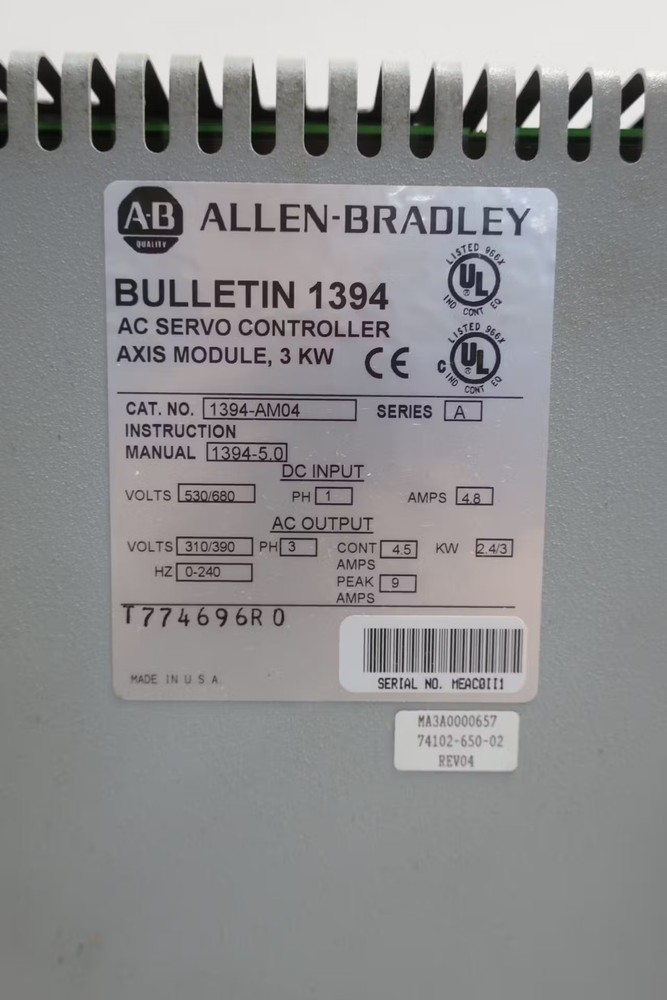 A-B ALLEN-BRADLEY
QUALITY
BULLETIN 1394
AC SERVO CONTROLLER
AXIS MODULE, 3 KW CE
LISTED 966X
UL
IND CONT EQ
LISTED 966X
C UL
IND CONT EQ
CAT. NO. 1394-AM04 SERIES A
INSTRUCTION
MANUAL 1394-5.0
DC INPUT
VOLTS 530/680 PH 1 AMPS 4.8
AC OUTPUT
VOLTS 310/390 PH 3 CONT AMPS 4.5 KW 2.4/3
HZ 0-240 PEAK AMPS 9
T774696R0
MADE IN U.S.A.
SERIAL NO. MEAC0II1
MA3A0000657
74102-650-02
REV04